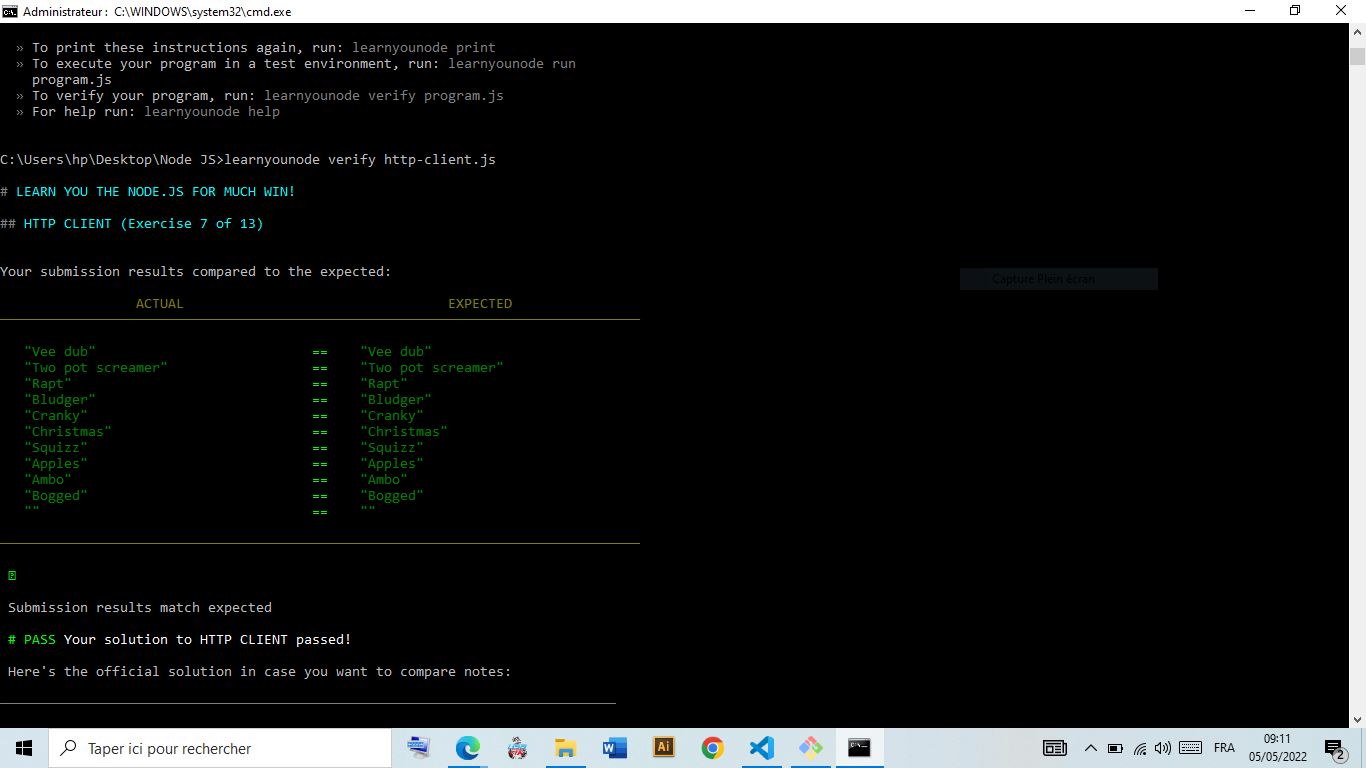 Administrateur : C:\WINDOWS\system32\cmd.exe
» To print these instructions again, run: learnyounode print
» To execute your program in a test environment, run: learnyounode run
program.js
» To verify your program, run: learnyounode verify program.js
» For help run: learnyounode help
C:\Users\hp\Desktop\Node JS>learnyounode verify http-client.js
# LEARN YOU THE NODE.JS FOR MUCH WIN!
## HTTP CLIENT (Exercise 7 of 13)
Your submission results compared to the expected:
Capture Plein écran
ACTUAL EXPECTED
"Vee dub" == "Vee dub"
"Two pot screamer" == "Two pot screamer"
"Rapt" == "Rapt"
"Bludger" == "Bludger"
"Cranky" == "Cranky"
"Christmas" == "Christmas"
"Squizz" == "Squizz"
"Apples" == "Apples"
"Ambo" == "Ambo"
"Bogged" == "Bogged"
"" == ""
Submission results match expected
# PASS Your solution to HTTP CLIENT passed!
Here's the official solution in case you want to compare notes:
Taper ici pour rechercher
W
Ai
FRA
09:11
05/05/2022
2